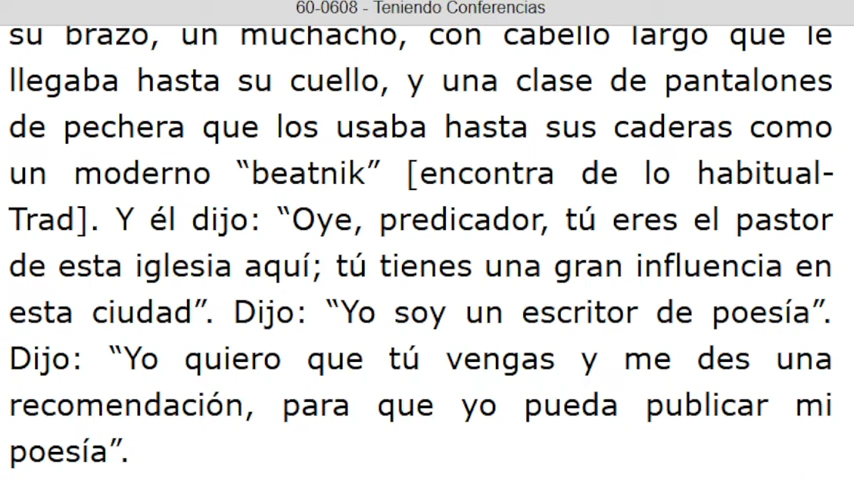 60-0608 - Teniendo Conferencias
su brazo, un muchacho, con cabello largo que le
llegaba hasta su cuello, y una clase de pantalones
de pechera que los usaba hasta sus caderas como
un moderno “beatnik” [encontra de lo habitual-
Trad]. Y él dijo: “Oye, predicador, tú eres el pastor
de esta iglesia aquí; tú tienes una gran influencia en
esta ciudad”. Dijo: “Yo soy un escritor de poesía”.
Dijo: “Yo quiero que tú vengas y me des una
recomendación, para que yo pueda publicar mi
poesía”.